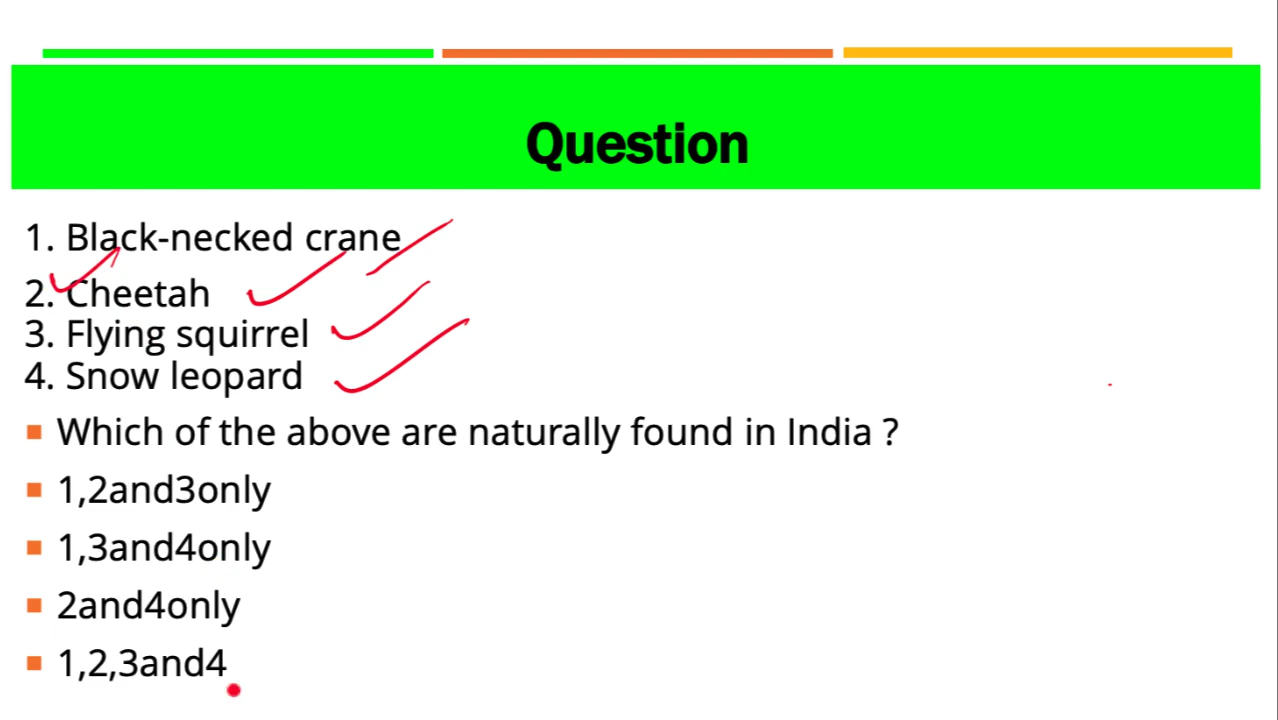 Question
1. Black-necked crane
2. Cheetah
3. Flying squirrel
4. Snow leopard
Which of the above are naturally found in India ?
1,2and3only
1,3and4only
2and4only
1,2,3and4